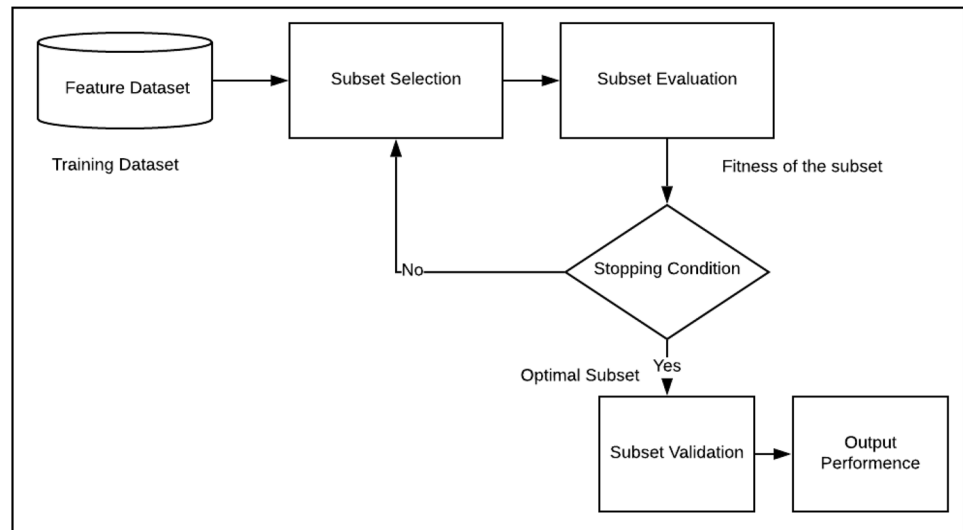 Feature Dataset
Subset Selection
Subset Evaluation
Training Dataset
Fitness of the subset
Stopping Condition
No
Yes
Optimal Subset
Subset Validation
Output
Performence